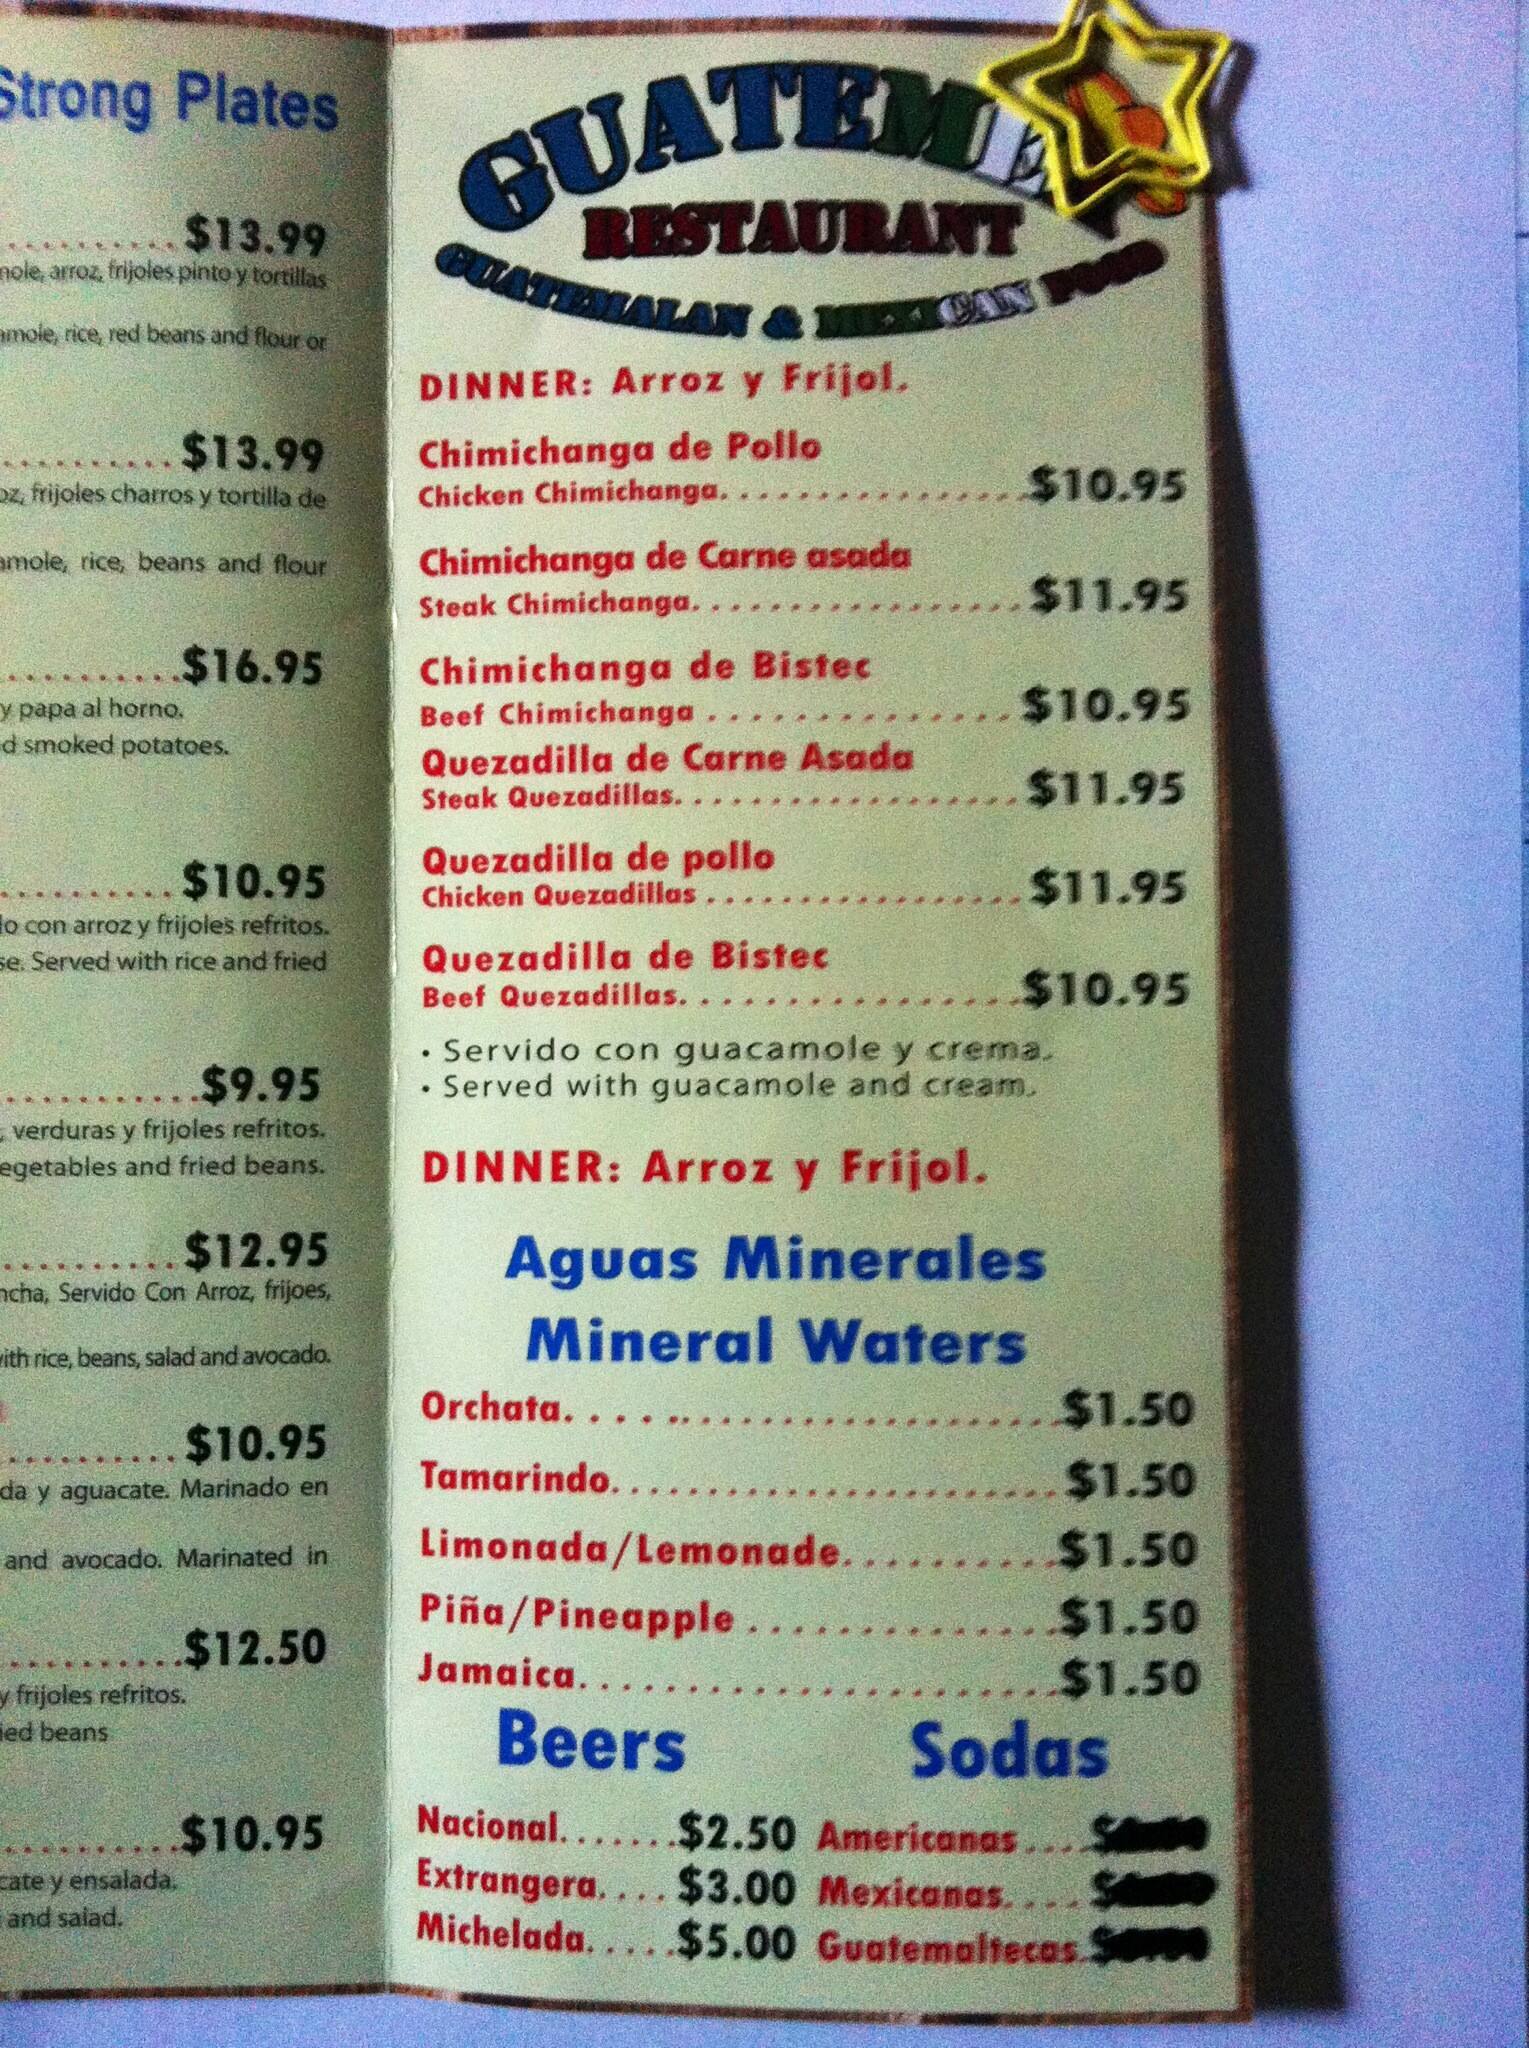 Strong Plates
..........$13.99
mole, arroz, frijoles pinto y tortillas
amole, rice, red beans and flour or
..........$13.99
oz, frijoles charros y tortilla de
amole, rice, beans and flour
..........$16.95
y papa al horno.
d smoked potatoes.
..........$10.95
lo con arroz y frijoles refritos.
se. Served with rice and fried
..........$9.95
, verduras y frijoles refritos.
egetables and fried beans.
..........$12.95
ncha, Servido Con Arroz, frijoes,
with rice, beans, salad and avocado.
..........$10.95
da y aguacate. Marinado en
and avocado. Marinated in
..........$12.50
y frijoles refritos.
ied beans
..........$10.95
cate y ensalada.
and salad.
GUATEME
RESTAURANT
GUATEMALAN & MEXICAN FOOD
DINNER: Arroz y Frijol.
Chimichanga de Pollo
Chicken Chimichanga...............$10.95
Chimichanga de Carne asada
Steak Chimichanga.................$11.95
Chimichanga de Bistec
Beef Chimichanga ...............$10.95
Quezadilla de Carne Asada
Steak Quezadillas.................$11.95
Quezadilla de pollo
Chicken Quezadillas ...............$11.95
Quezadilla de Bistec
Beef Quezadillas.................$10.95
• Servido con guacamole y crema.
• Served with guacamole and cream.
DINNER: Arroz y Frijol.
Aguas Minerales
Mineral Waters
Orchata.......................$1.50
Tamarindo......................$1.50
Limonada/Lemonade...........$1.50
Piña/Pineapple ...............$1.50
Jamaica.......................$1.50
Beers
Nacional.......$2.50
Extrangera....$3.00
Michelada.....$5.00
Sodas
Americanas ....$
Mexicanas....$
Guatemaltecas.$